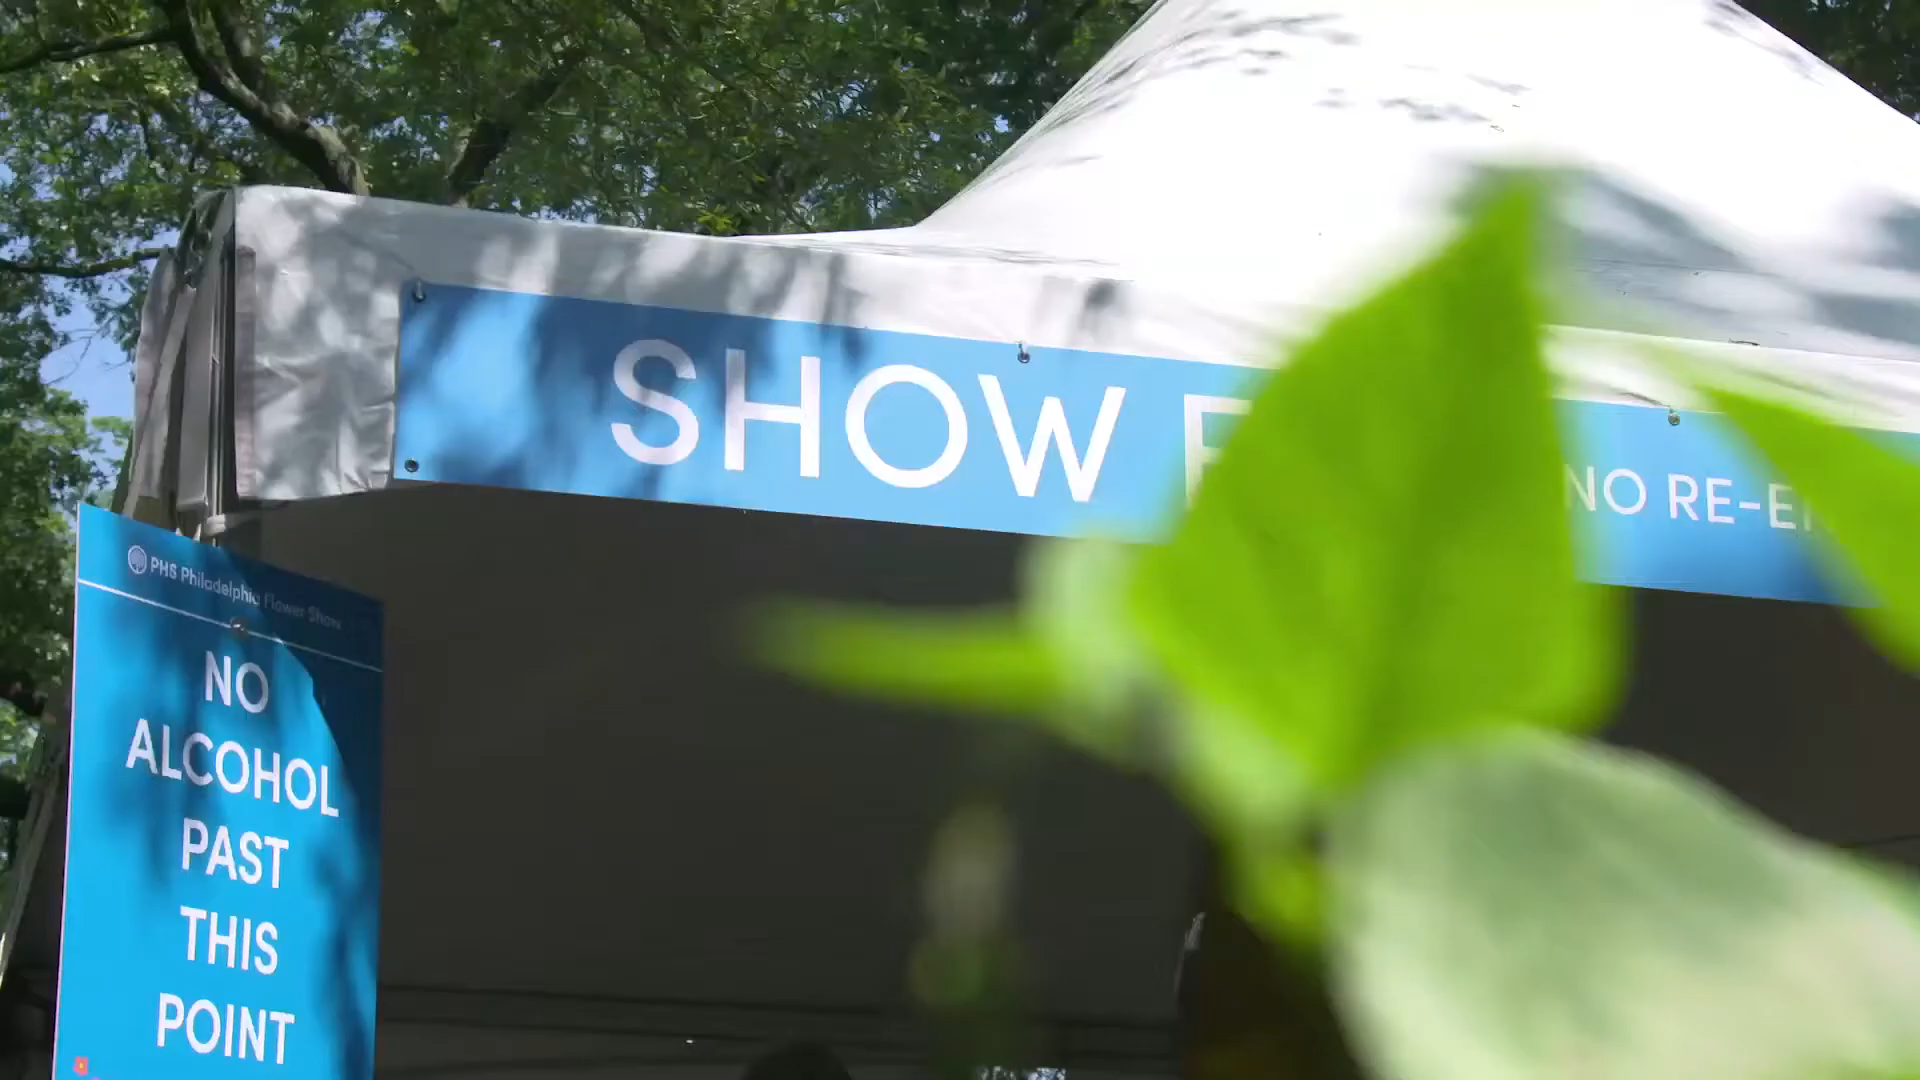 SHOW
NO RE-E
PHS Philadelphia Flower Show
NO
ALCOHOL
PAST
THIS
POINT